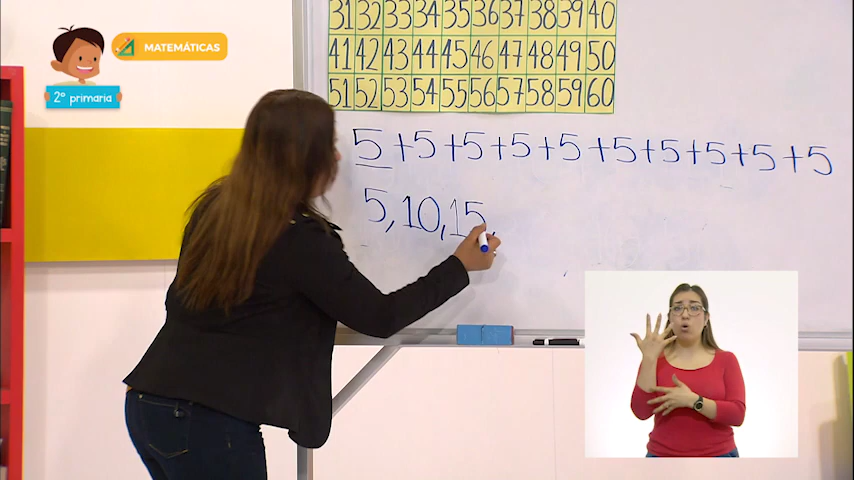 MATEMÁTICAS
2º primaria
31 32 33 34 35 36 37 38 39 40
41 42 43 44 45 46 47 48 49 50
51 52 53 54 55 56 57 58 59 60
5+5+5+5+5+5+5+5+5+5
5, 10, 15,